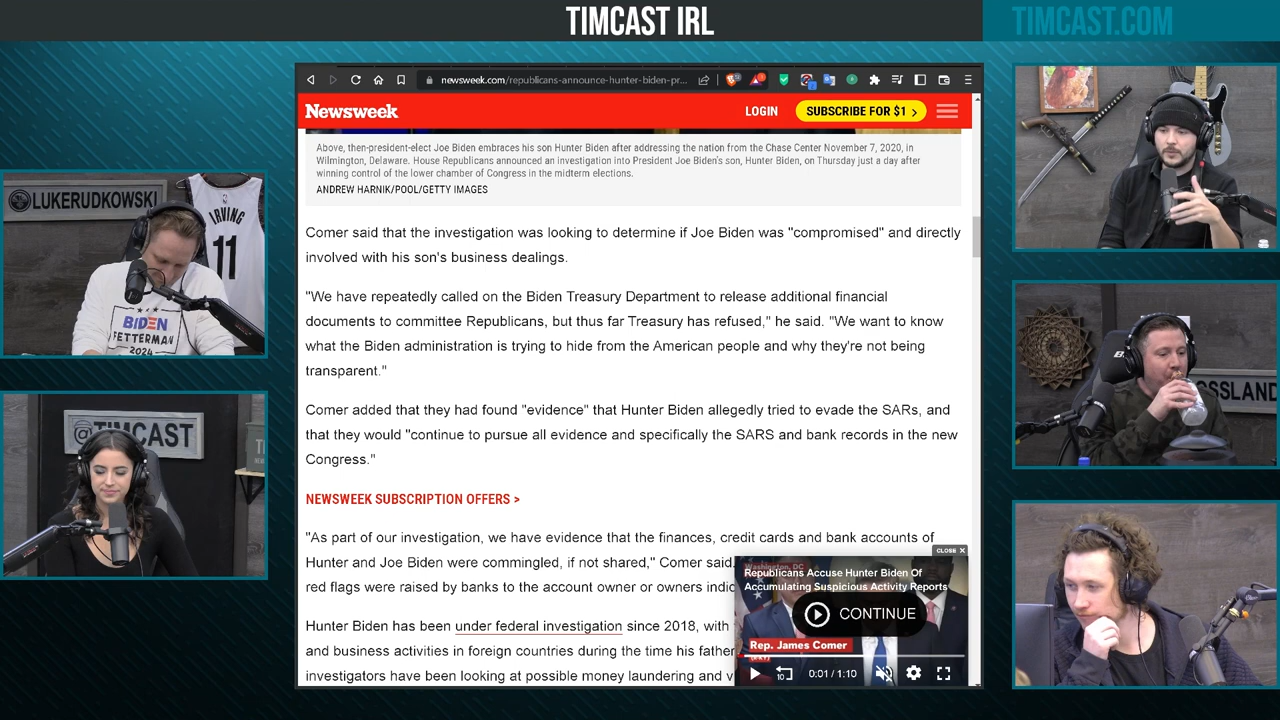 TIMCAST IRL
TIMCAST.COM
newsweek.com/republicans-announce-hunter-biden-pr...
Newsweek
LOGIN
SUBSCRIBE FOR $1 >
Above, then-president-elect Joe Biden embraces his son Hunter Biden after addressing the nation from the Chase Center November 7, 2020, in
Wilmington, Delaware. House Republicans announced an investigation into President Joe Biden's son, Hunter Biden, on Thursday just a day after
winning control of the lower chamber of Congress in the midterm elections.
ANDREW HARNIK/POOL/GETTY IMAGES
Comer said that the investigation was looking to determine if Joe Biden was "compromised" and directly
involved with his son's business dealings.
"We have repeatedly called on the Biden Treasury Department to release additional financial
documents to committee Republicans, but thus far Treasury has refused," he said. "We want to know
what the Biden administration is trying to hide from the American people and why they're not being
transparent."
Comer added that they had found "evidence" that Hunter Biden allegedly tried to evade the SARs, and
that they would "continue to pursue all evidence and specifically the SARS and bank records in the new
Congress."
NEWSWEEK SUBSCRIPTION OFFERS >
"As part of our investigation, we have evidence that the finances, credit cards and bank accounts of
Hunter and Joe Biden were commingled, if not shared," Comer said.
red flags were raised by banks to the account owner or owners indic
Hunter Biden has been under federal investigation since 2018, with
and business activities in foreign countries during the time his father
investigators have been looking at possible money laundering and v
CLOSE X
Washington, DC
Republicans Accuse Hunter Biden Of
Accumulating Suspicious Activity Reports
CONTINUE
Rep. James Comer
10
0:01 / 1:10
LUKERUDKOWSKI
IRVING
11
BIDEN
FETTERMAN
2024
@TIMCAST
OSSLAND